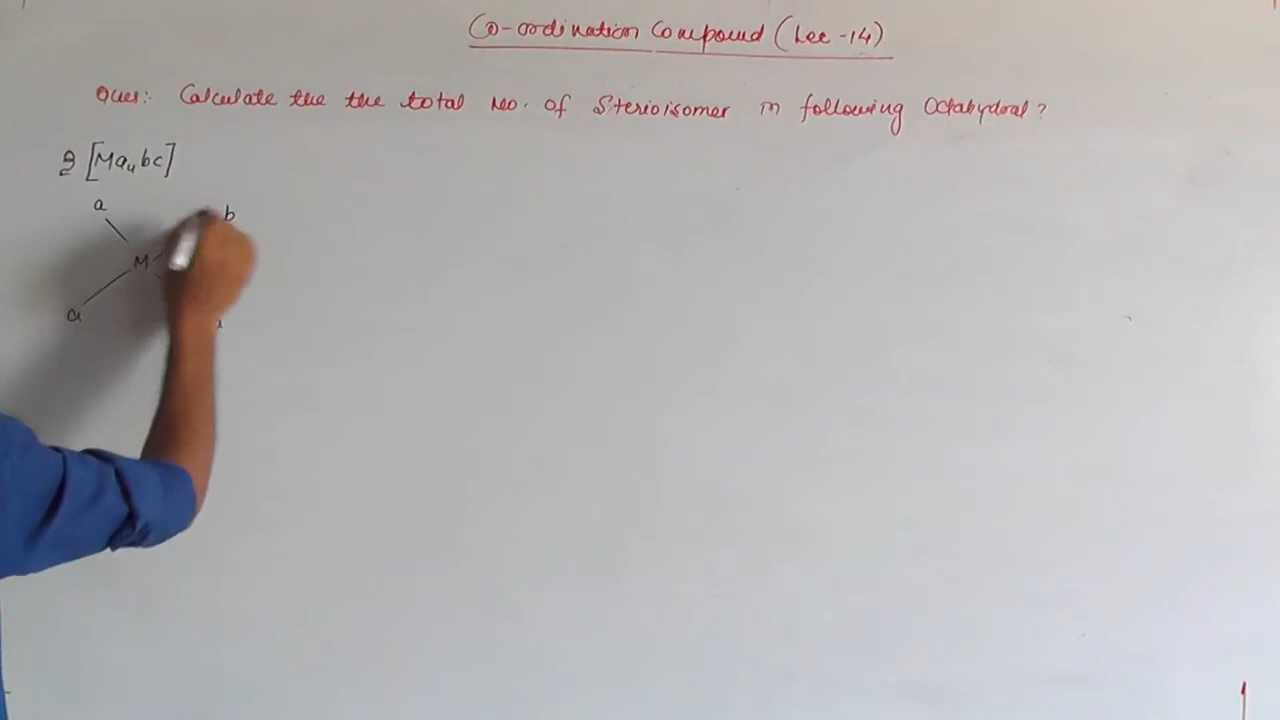 Co-ordination Compound (Lec-14)
Ques:- Calculate the the total no. of Sterioisomer in following Octahydral?
2 [Ma₄bc]
a b
M
a